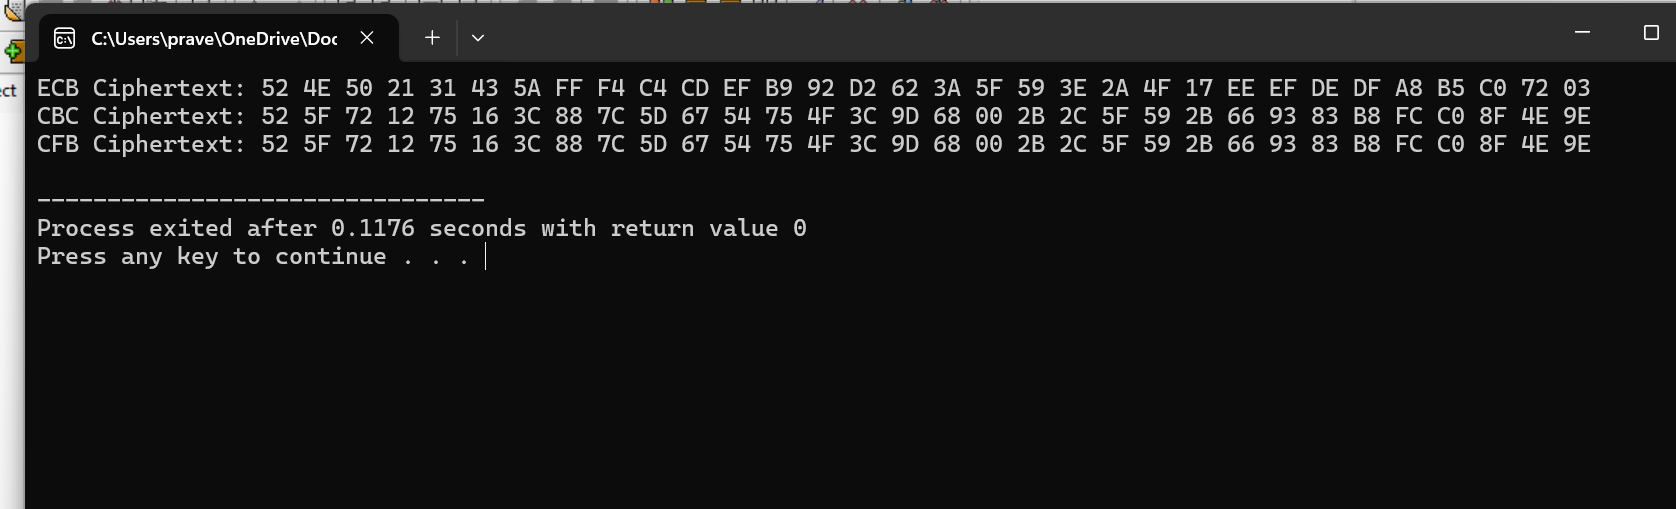 C:\Users\prave\OneDrive\Doc
ect
ECB Ciphertext: 52 4E 50 21 31 43 5A FF F4 C4 CD EF B9 92 D2 62 3A 5F 59 3E 2A 4F 17 EE EF DE DF A8 B5 C0 72 03
CBC Ciphertext: 52 5F 72 12 75 16 3C 88 7C 5D 67 54 75 4F 3C 9D 68 00 2B 2C 5F 59 2B 66 93 83 B8 FC C0 8F 4E 9E
CFB Ciphertext: 52 5F 72 12 75 16 3C 88 7C 5D 67 54 75 4F 3C 9D 68 00 2B 2C 5F 59 2B 66 93 83 B8 FC C0 8F 4E 9E
--------------------------------
Process exited after 0.1176 seconds with return value 0
Press any key to continue . . .